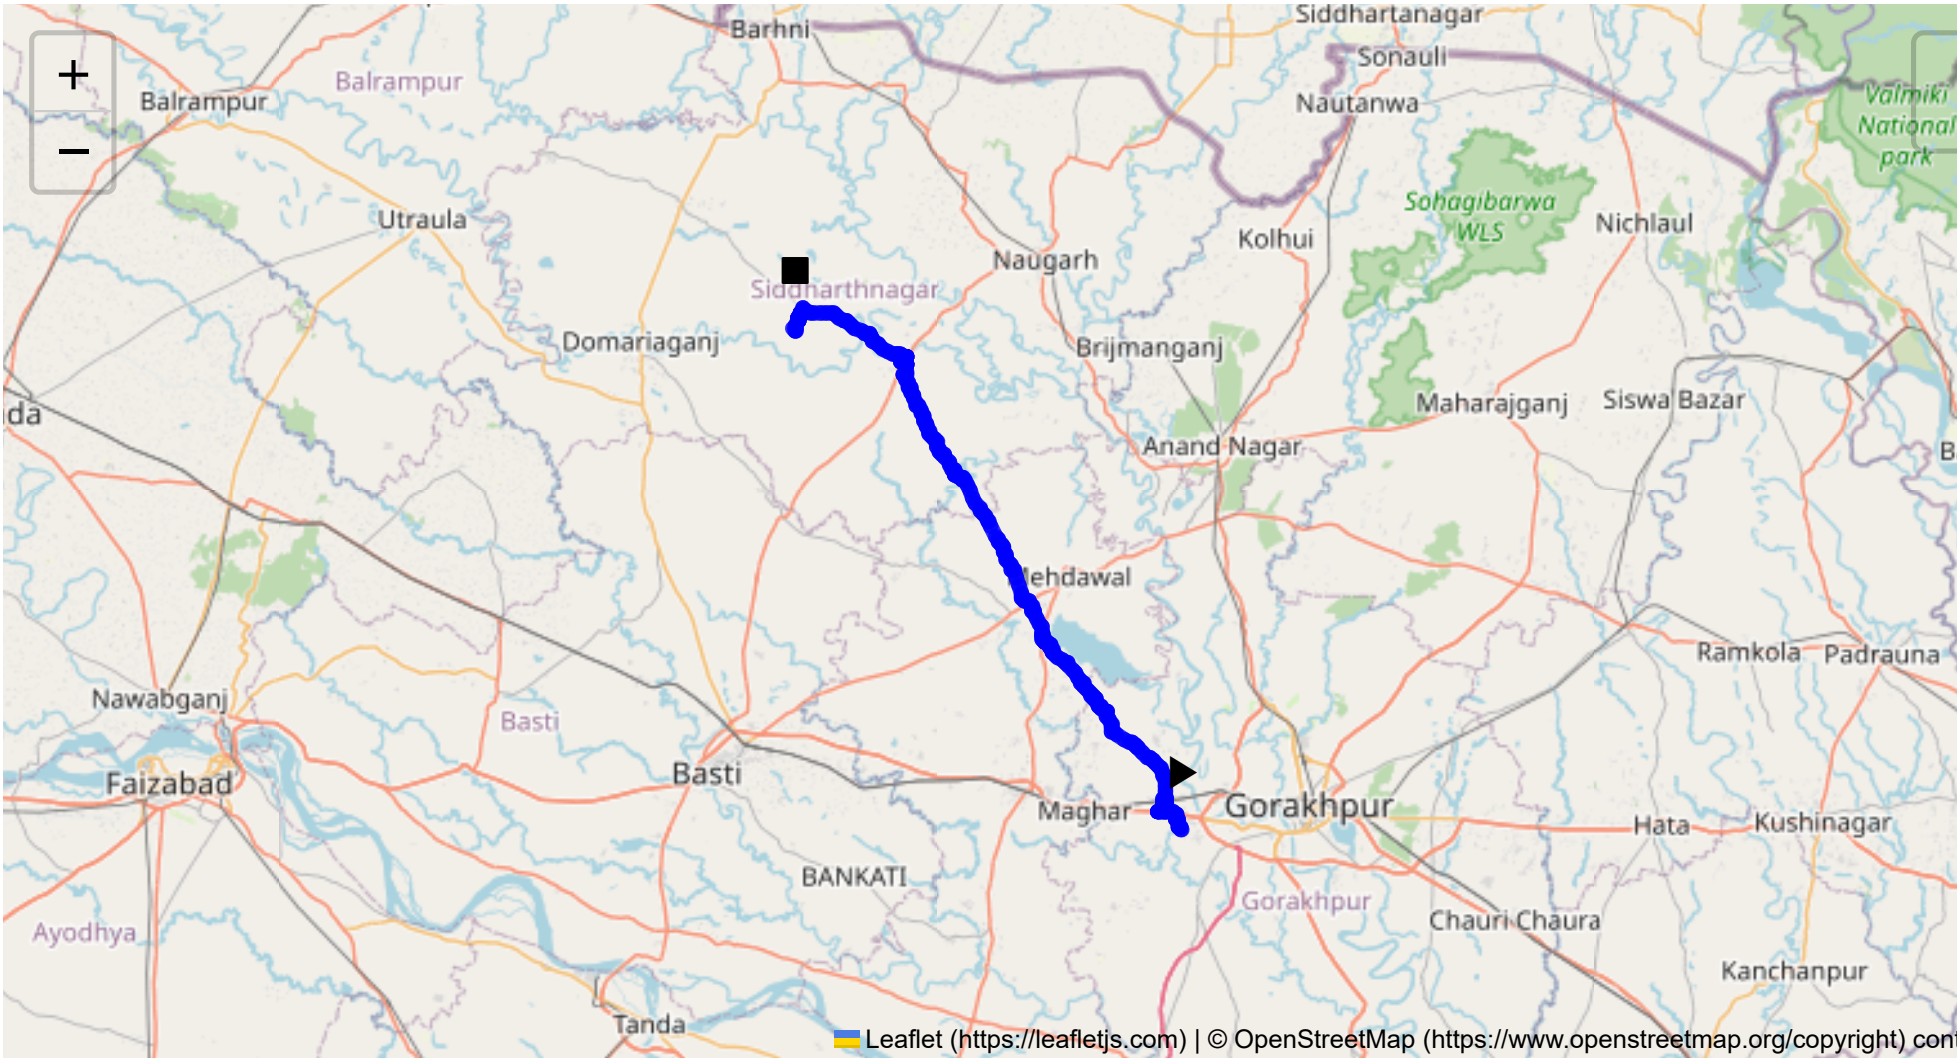 Siddhartanagar
Barhni
Sonauli
+
Balrampur
Balrampur
Nautanwa
Valmiki
National
park
−
Sohagibarwa
WLS
Utraula
Nichlaul
Kolhui
Naugarh
Siddharthnagar
Domariaganj
Brijmanganj
da
Maharajganj
Siswa Bazar
Anand Nagar
B
Mehdawal
Ramkola
Padrauna
Nawabganj
Basti
Basti
Faizabad
Maghar
Gorakhpur
Hata
Kushinagar
BANKATI
Gorakhpur
Ayodhya
Chauri Chaura
Kanchanpur
Tanda
Leaflet (https://leafletjs.com) | © OpenStreetMap (https://www.openstreetmap.org/copyright) con